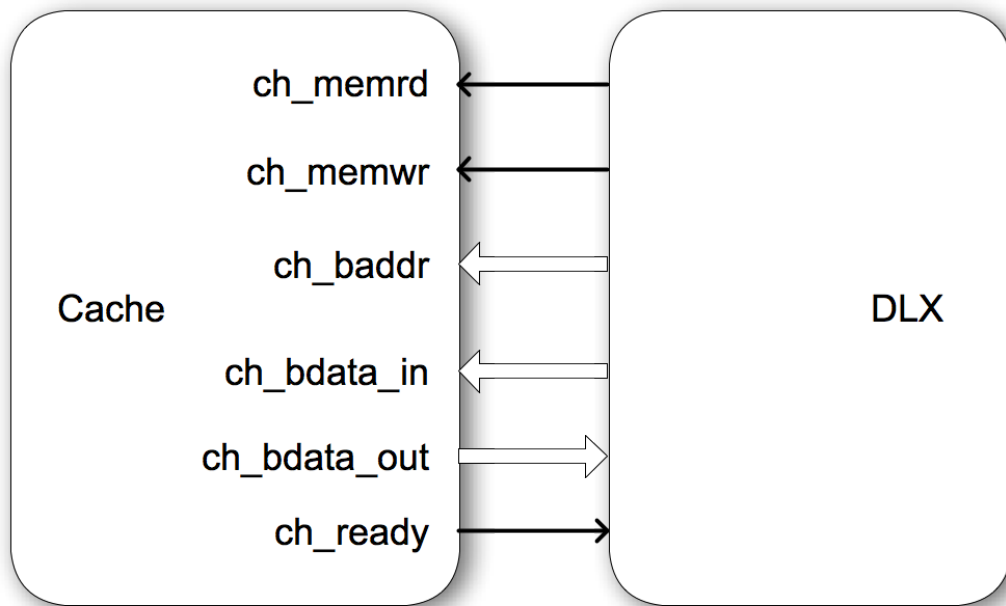 ch_memrd
ch_memwr
ch_baddr
Cache
DLX
ch_bdata_in
ch_bdata_out
ch_ready